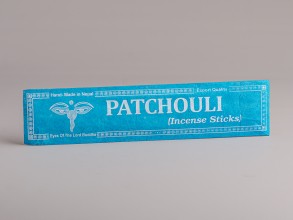 Hand Made in Nepal
Export Quality
PATCHOULI
(Incense Sticks)
Eyes Of The Lord Buddha